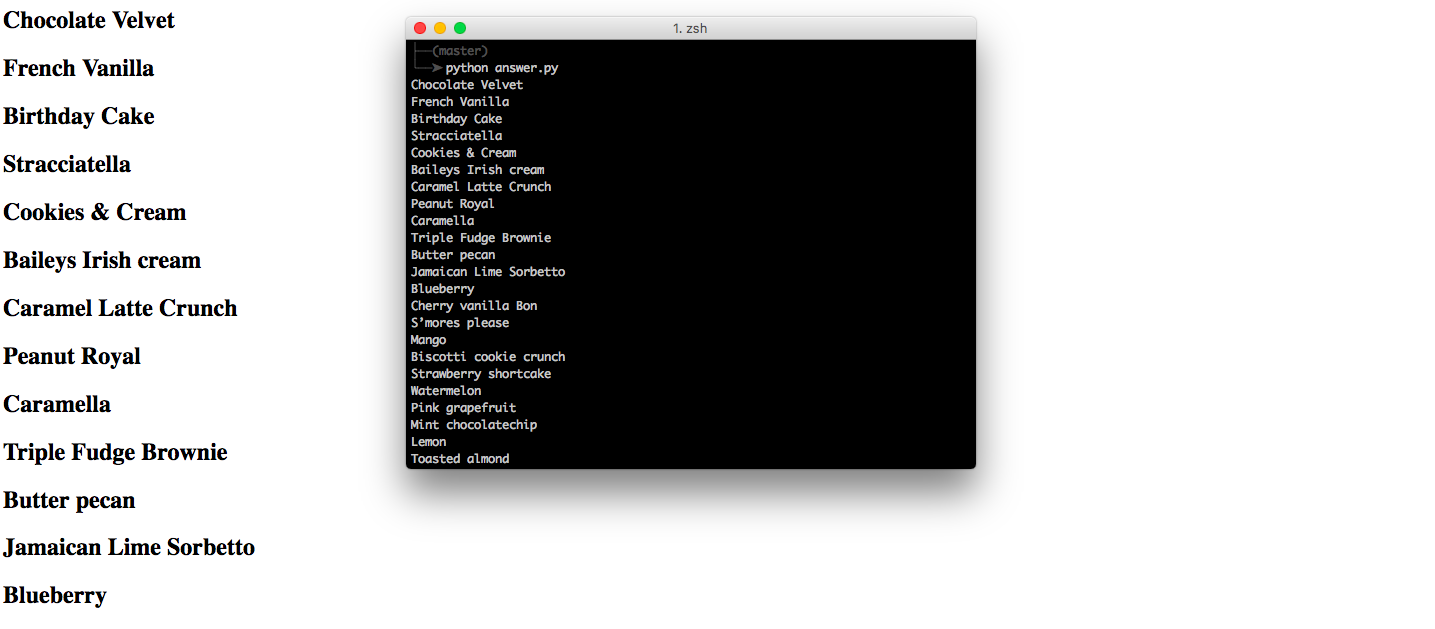 Chocolate Velvet
French Vanilla
Birthday Cake
Stracciatella
Cookies & Cream
Baileys Irish cream
Caramel Latte Crunch
Peanut Royal
Caramella
Triple Fudge Brownie
Butter pecan
Jamaican Lime Sorbetto
Blueberry
1. zsh
(master)
python answer.py
Chocolate Velvet
French Vanilla
Birthday Cake
Stracciatella
Cookies & Cream
Baileys Irish cream
Caramel Latte Crunch
Peanut Royal
Caramella
Triple Fudge Brownie
Butter pecan
Jamaican Lime Sorbetto
Blueberry
Cherry vanilla Bon
S’mores please
Mango
Biscotti cookie crunch
Strawberry shortcake
Watermelon
Pink grapefruit
Mint chocolatechip
Lemon
Toasted almond